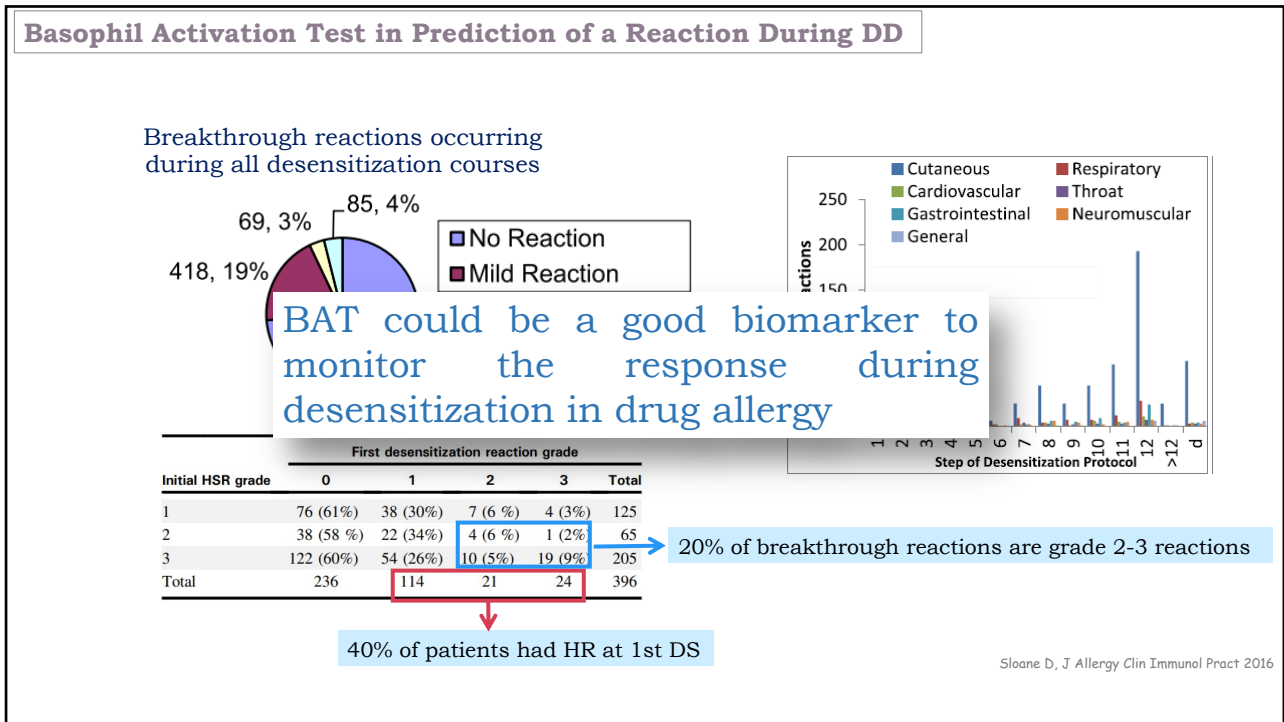 Basophil Activation Test in Prediction of a Reaction During DD
Breakthrough reactions occurring
during all desensitization courses
69, 3%
85, 4%
418, 19%
No Reaction
Mild Reaction
Cutaneous
Respiratory
Cardiovascular
Throat
Gastrointestinal
Neuromuscular
General
250
200
150
1
2
3
4
5
6
7
8
9
10
11
12
>12
d
Step of Desensitization Protocol
BAT could be a good biomarker to
monitor the response during
desensitization in drug allergy
First desensitization reaction grade
Initial HSR grade 0 1 2 3 Total
1 76 (61%) 38 (30%) 7 (6 %) 4 (3%) 125
2 38 (58 %) 22 (34%) 4 (6 %) 1 (2%) 65
3 122 (60%) 54 (26%) 10 (5%) 19 (9%) 205
Total 236 114 21 24 396
20% of breakthrough reactions are grade 2-3 reactions
40% of patients had HR at 1st DS
Sloane D, J Allergy Clin Immunol Pract 2016